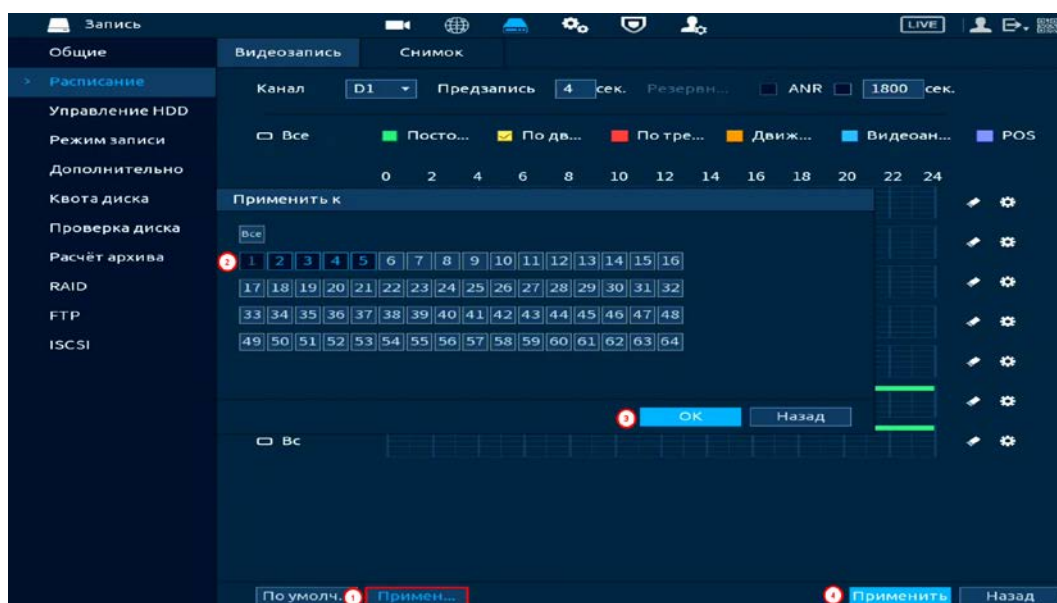 Запись LIVE
Общие
Расписание
Управление HDD
Режим записи
Дополнительно
Квота диска
Проверка диска
Расчёт архива
RAID
FTP
ISCSI
Видеозапись Снимок
Канал D1 Предзапись 4 сек. Резервн... ANR 1800 сек.
Все Посто... По дв... По тре... Движ... Видеоан... POS
0 2 4 6 8 10 12 14 16 18 20 22 24
Применить к
Все
2 1 2 3 4 5 6 7 8 9 10 11 12 13 14 15 16
17 18 19 20 21 22 23 24 25 26 27 28 29 30 31 32
33 34 35 36 37 38 39 40 41 42 43 44 45 46 47 48
49 50 51 52 53 54 55 56 57 58 59 60 61 62 63 64
3 OK Назад
Вс
По умолч. 1 Примен... 4 Применить Назад